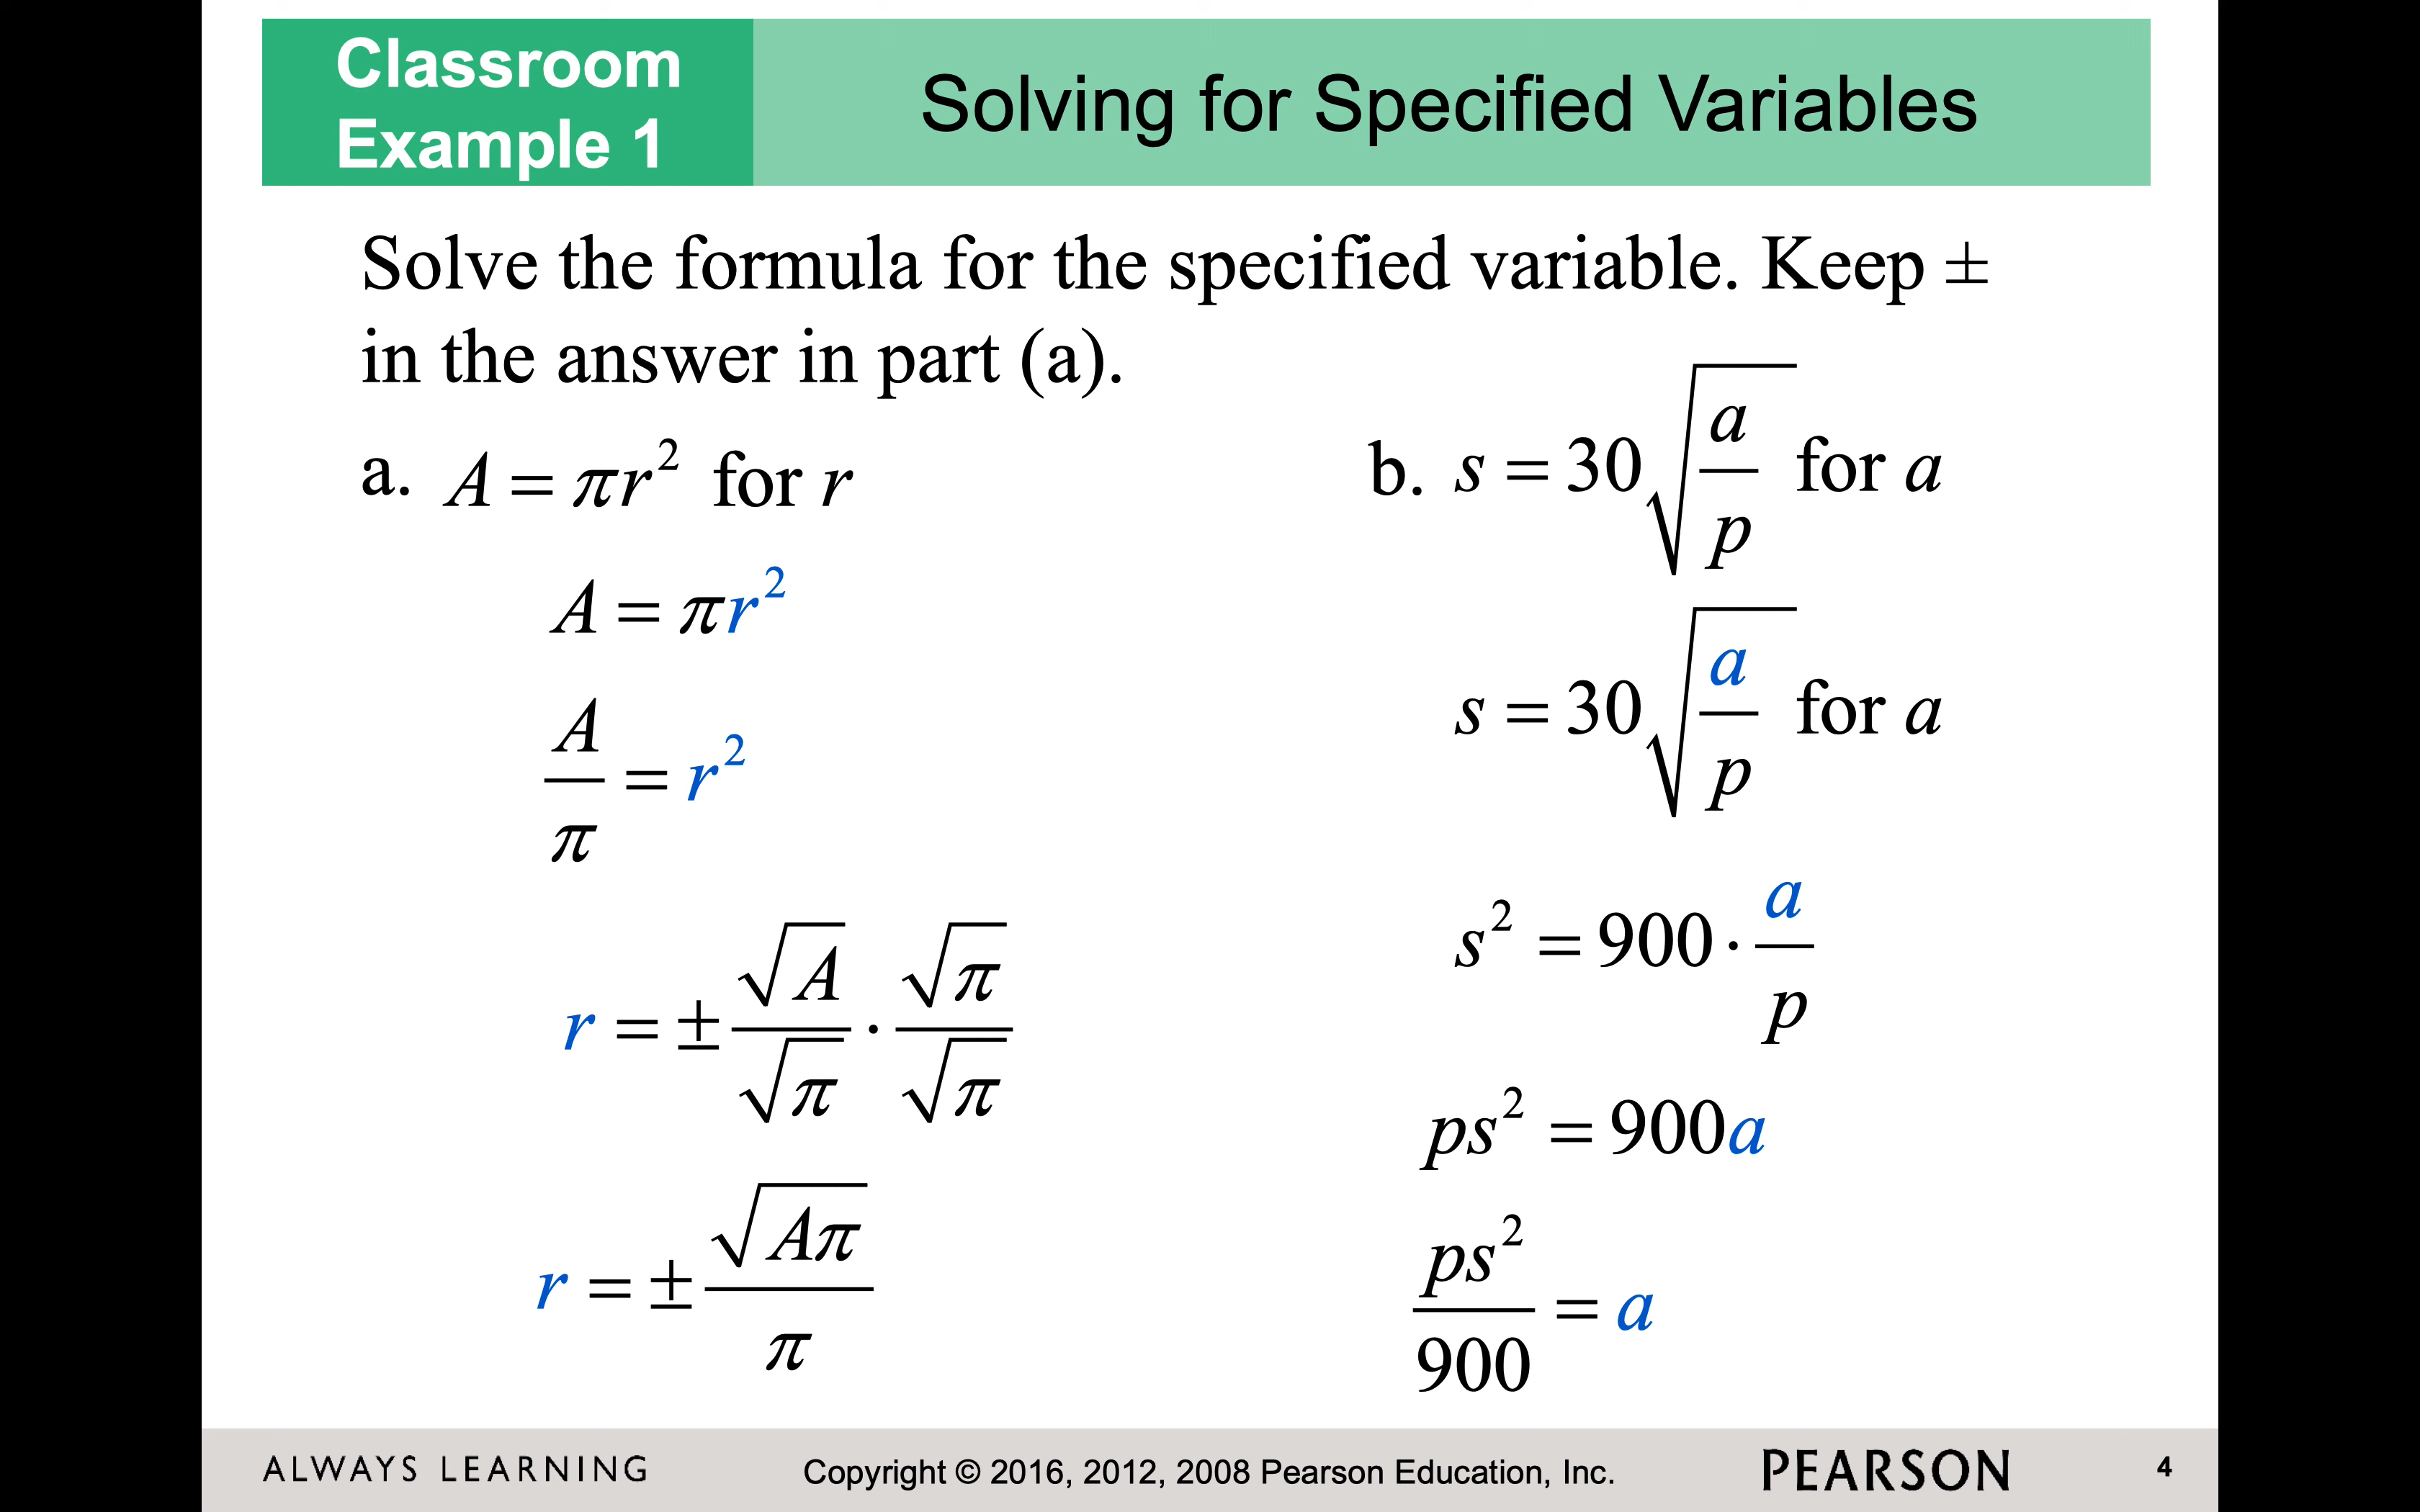 Classroom
Example 1
Solving for Specified Variables
Solve the formula for the specified variable. Keep ±
in the answer in part (a).
a. A = πr² for r
A = πr²
A/π = r²
r = ± √A/√π · √π/√π
r = ± √Aπ/π
b. s = 30√(a/p) for a
s = 30√(a/p) for a
s² = 900 · a/p
ps² = 900a
ps²/900 = a
ALWAYS LEARNING
Copyright © 2016, 2012, 2008 Pearson Education, Inc.
PEARSON
4